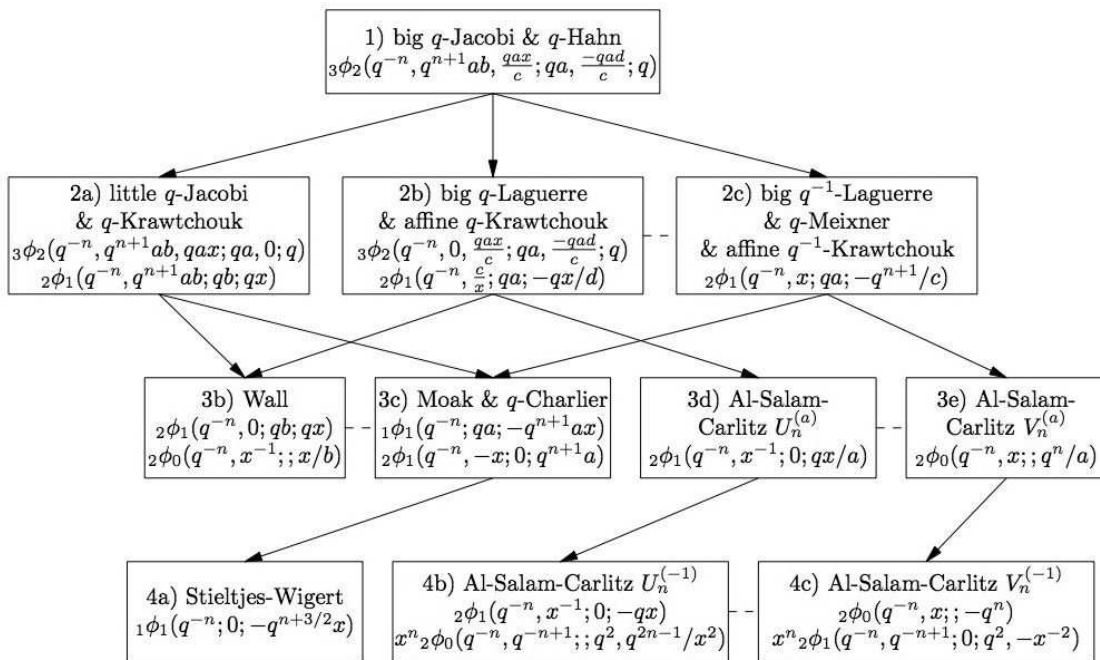 1) big q-Jacobi & q-Hahn
₃ϕ₂(q⁻ⁿ, qⁿ⁺¹ab, qax/c; qa, -qad/c; q)
2a) little q-Jacobi
& q-Krawtchouk
₃ϕ₂(q⁻ⁿ, qⁿ⁺¹ab, qax; qa, 0; q)
₂ϕ₁(q⁻ⁿ, qⁿ⁺¹ab; qb; qx)
2b) big q-Laguerre
& affine q-Krawtchouk
₃ϕ₂(q⁻ⁿ, 0, qax/c; qa, -qad/c; q)
₂ϕ₁(q⁻ⁿ, c/x; qa; -qx/d)
2c) big q⁻¹-Laguerre
& q-Meixner
& affine q⁻¹-Krawtchouk
₂ϕ₁(q⁻ⁿ, x; qa; -qⁿ⁺¹/c)
3b) Wall
₂ϕ₁(q⁻ⁿ, 0; qb; qx)
₂ϕ₀(q⁻ⁿ, x⁻¹; ; x/b)
3c) Moak & q-Charlier
₁ϕ₁(q⁻ⁿ; qa; -qⁿ⁺¹ax)
₂ϕ₁(q⁻ⁿ, -x; 0; qⁿ⁺¹a)
3d) Al-Salam-
Carlitz Uₙ⁽ᵃ⁾
₂ϕ₁(q⁻ⁿ, x⁻¹; 0; qx/a)
3e) Al-Salam-
Carlitz Vₙ⁽ᵃ⁾
₂ϕ₀(q⁻ⁿ, x; ; qⁿ/a)
4a) Stieltjes-Wigert
₁ϕ₁(q⁻ⁿ; 0; -qⁿ⁺³ᐟ²x)
4b) Al-Salam-Carlitz Uₙ⁽⁻¹⁾
₂ϕ₁(q⁻ⁿ, x⁻¹; 0; -qx)
xⁿ₂ϕ₀(q⁻ⁿ, q⁻ⁿ⁺¹; ; q², q²ⁿ⁻¹/x²)
4c) Al-Salam-Carlitz Vₙ⁽⁻¹⁾
₂ϕ₀(q⁻ⁿ, x; ; -qⁿ)
xⁿ₂ϕ₁(q⁻ⁿ, q⁻ⁿ⁺¹; 0; q², -x⁻²)